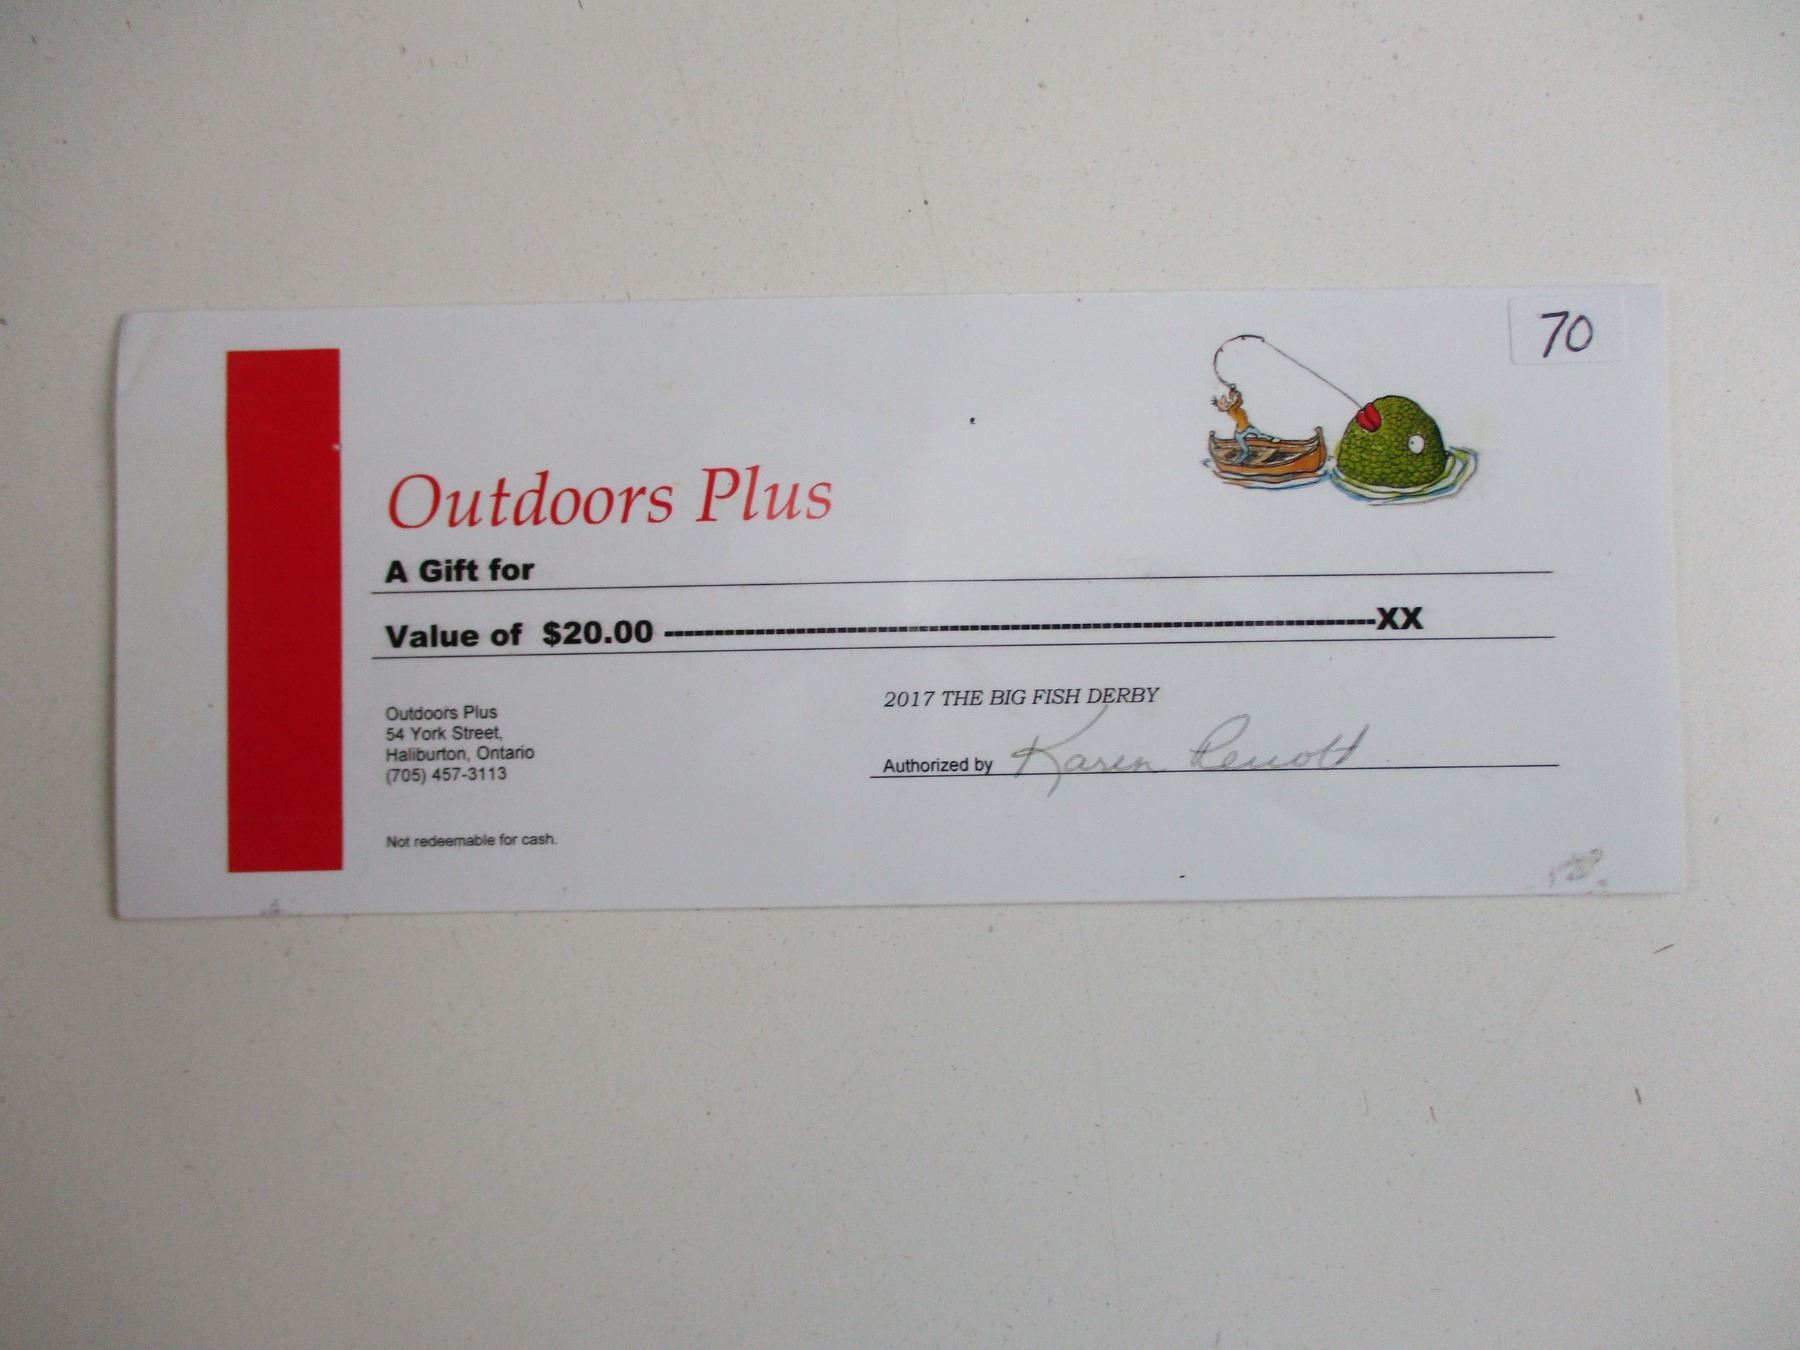 70
Outdoors Plus
A Gift for
Value of $20.00 ----------------------------------------------------------------------XX
2017 THE BIG FISH DERBY
Outdoors Plus
54 York Street,
Haliburton, Ontario
(705) 457-3113
Authorized by Karen
Not redeemable for cash.